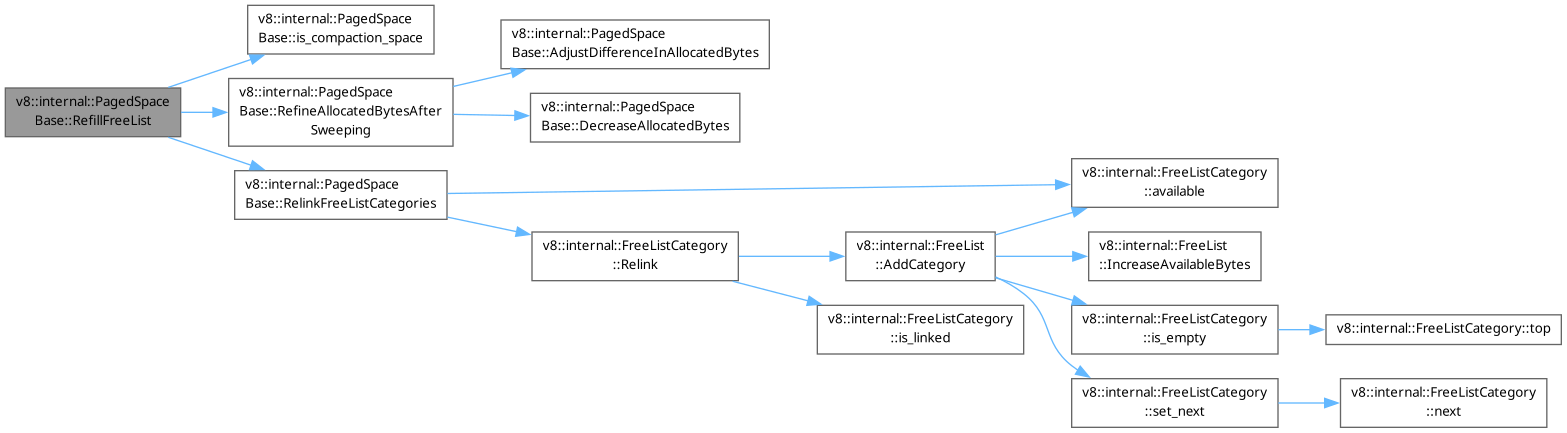 v8::internal::PagedSpace
Base::RefillFreeList
v8::internal::PagedSpace
Base::is_compaction_space
v8::internal::PagedSpace
Base::RefineAllocatedBytesAfter
Sweeping
v8::internal::PagedSpace
Base::AdjustDifferenceInAllocatedBytes
v8::internal::PagedSpace
Base::DecreaseAllocatedBytes
v8::internal::PagedSpace
Base::RelinkFreeListCategories
v8::internal::FreeListCategory
::available
v8::internal::FreeListCategory
::Relink
v8::internal::FreeList
::AddCategory
v8::internal::FreeList
::IncreaseAvailableBytes
v8::internal::FreeListCategory
::is_linked
v8::internal::FreeListCategory
::is_empty
v8::internal::FreeListCategory::top
v8::internal::FreeListCategory
::set_next
v8::internal::FreeListCategory
::next